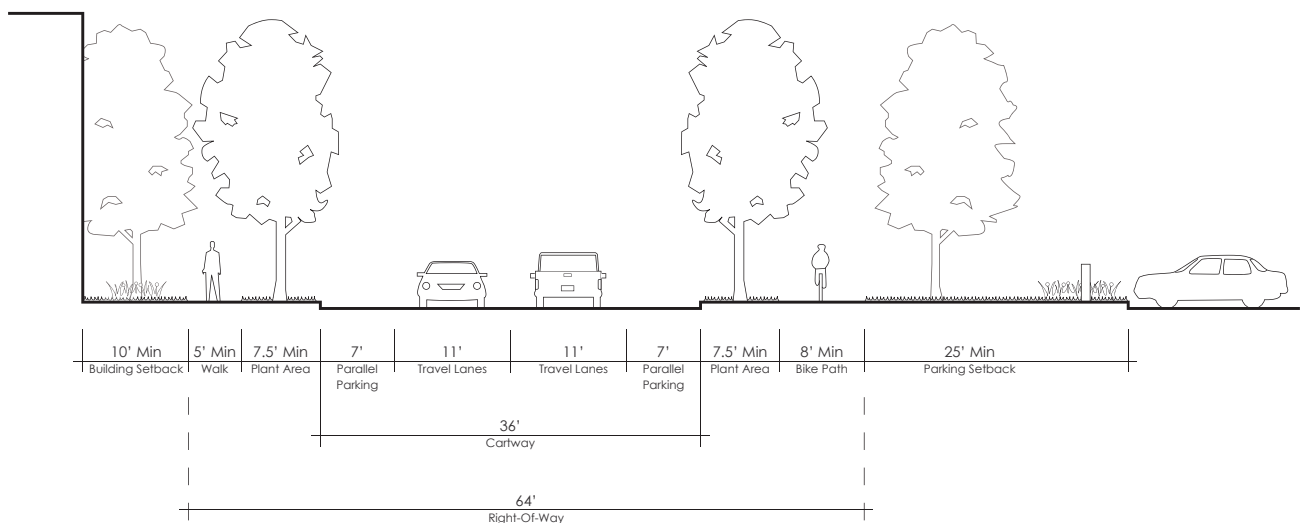 10' Min 5' Min 7.5' Min 7' 11' 11' 7' 7.5' Min 8' Min 25' Min
Building Setback Walk Plant Area Parallel Travel Lanes Travel Lanes Parallel Plant Area Bike Path Parking Setback
Parking Parking
36'
Cartway
64'
Right-Of-Way